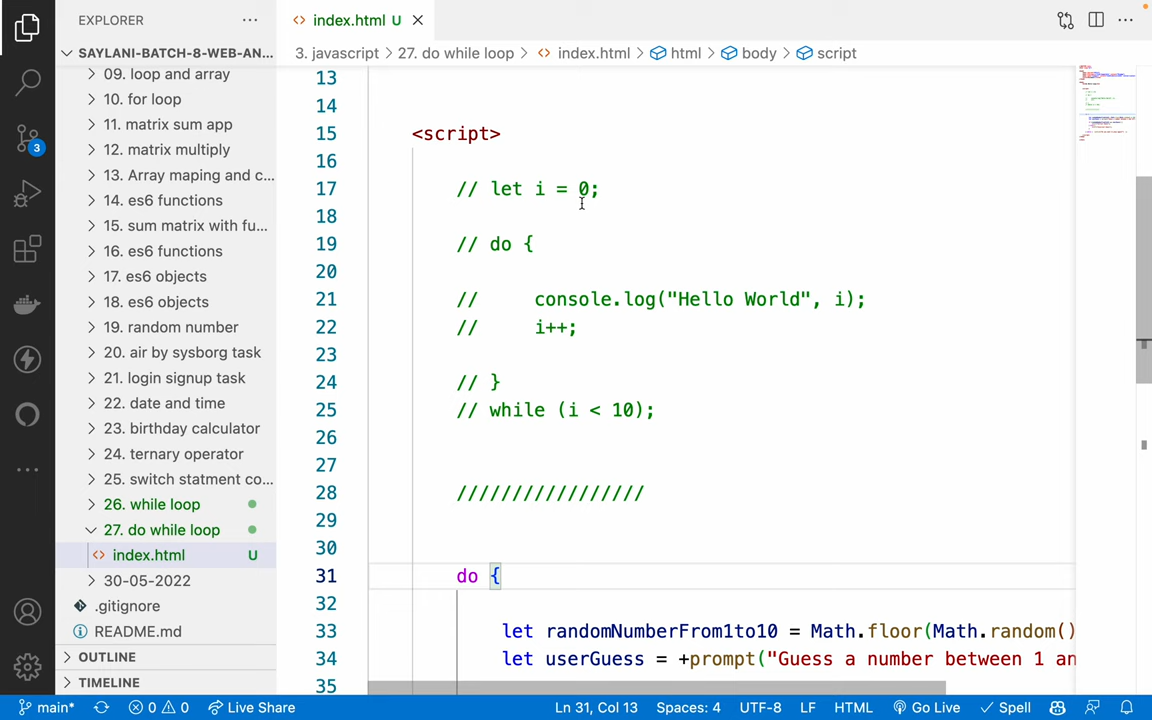 EXPLORER
index.html U
SAYLANI-BATCH-8-WEB-AN...
3. javascript > 27. do while loop > index.html > html > body > script
09. loop and array
10. for loop
11. matrix sum app
12. matrix multiply
13. Array maping and c...
14. es6 functions
15. sum matrix with fu...
16. es6 functions
17. es6 objects
18. es6 objects
19. random number
20. air by sysborg task
21. login signup task
22. date and time
23. birthday calculator
24. ternary operator
25. switch statment co...
26. while loop
27. do while loop
index.html U
30-05-2022
.gitignore
README.md
OUTLINE
TIMELINE
3
13
14
15 <script>
16
17 // let i = 0;
18
19 // do {
20
21 // console.log("Hello World", i);
22 // i++;
23
24 // }
25 // while (i < 10);
26
27
28 /////////////////
29
30
31 do {
32
33 let randomNumberFrom1to10 = Math.floor(Math.random()
34 let userGuess = +prompt("Guess a number between 1 an
35
main* 0 0 Live Share Ln 31, Col 13 Spaces: 4 UTF-8 LF HTML Go Live Spell